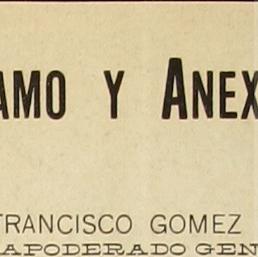 AMO Y ANEX
FRANCISCO GOMEZ
APODERADO GEN